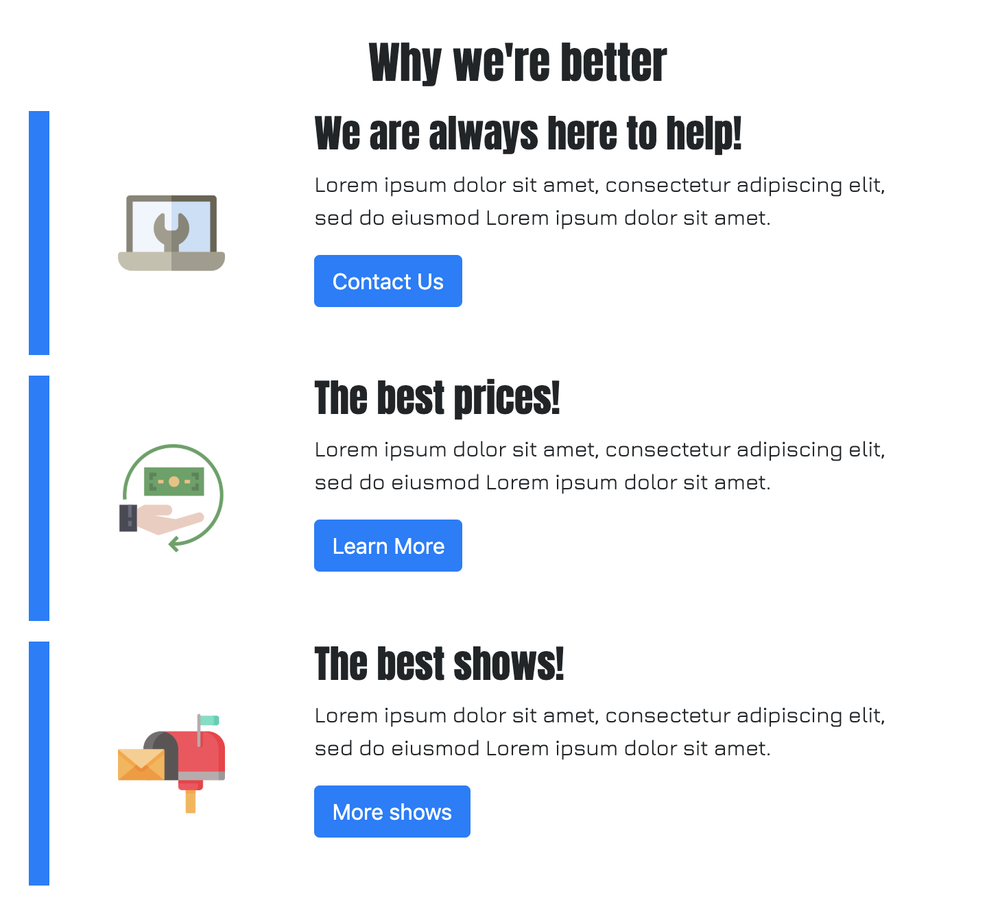 Why we're better
We are always here to help!
Lorem ipsum dolor sit amet, consectetur adipiscing elit,
sed do eiusmod Lorem ipsum dolor sit amet.
Contact Us
The best prices!
Lorem ipsum dolor sit amet, consectetur adipiscing elit,
sed do eiusmod Lorem ipsum dolor sit amet.
Learn More
The best shows!
Lorem ipsum dolor sit amet, consectetur adipiscing elit,
sed do eiusmod Lorem ipsum dolor sit amet.
More shows